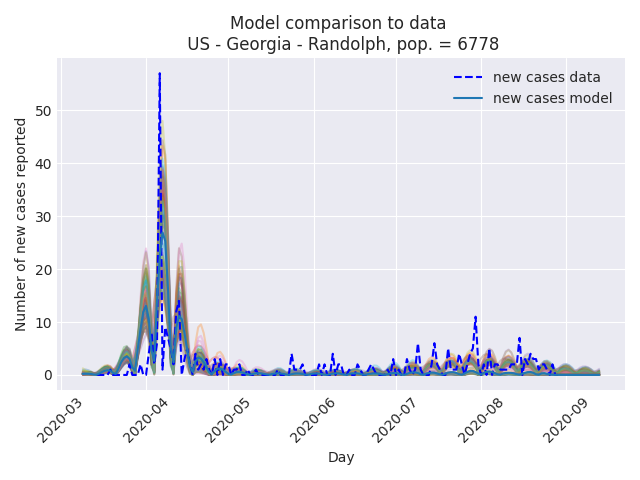 Model comparison to data
US - Georgia - Randolph, pop. = 6778
new cases data
new cases model
Number of new cases reported
50
40
30
20
10
0
2020-03
2020-04
2020-05
2020-06
2020-07
2020-08
2020-09
Day